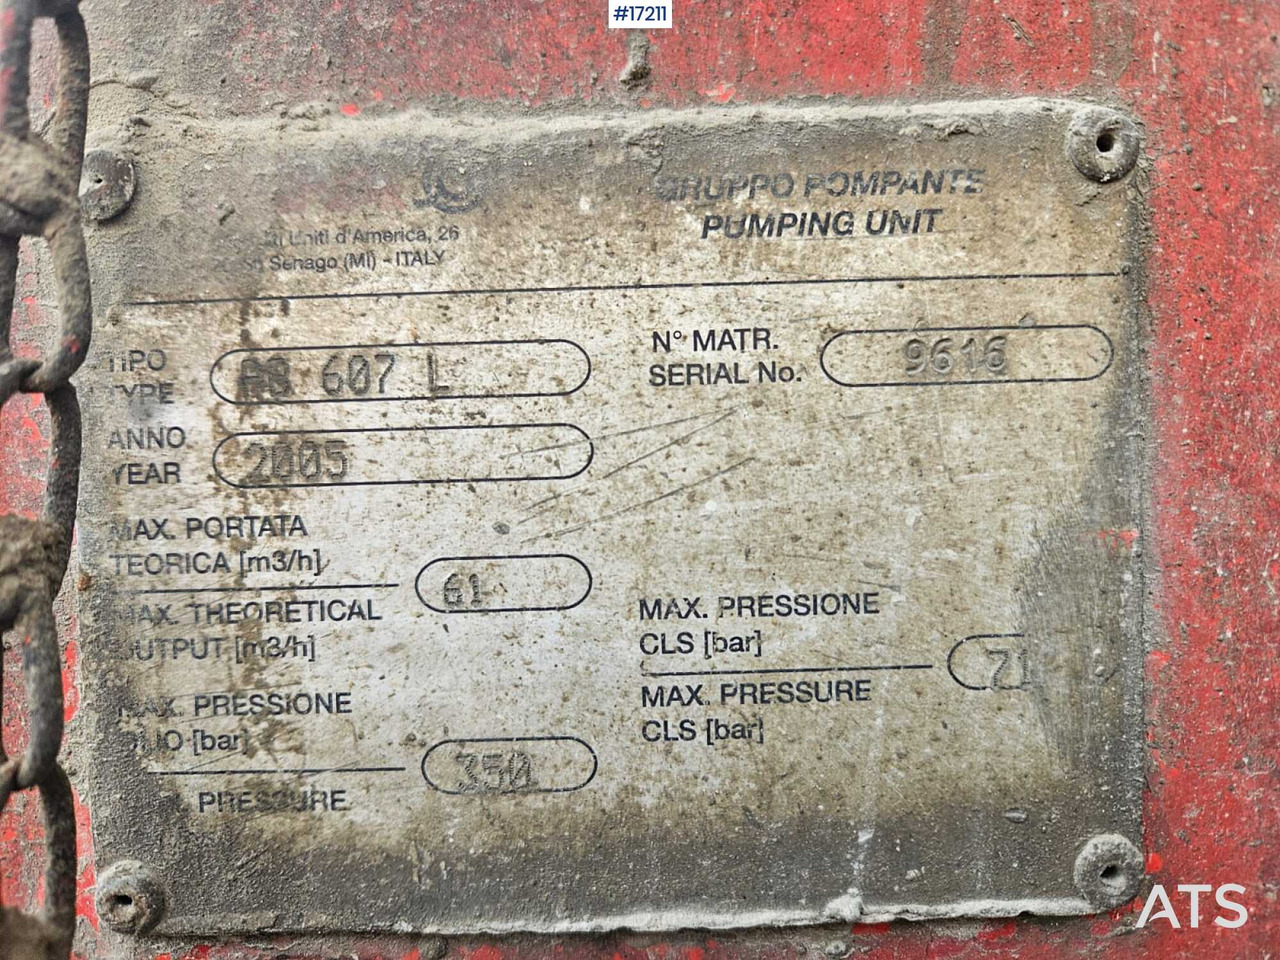 #17211
GRUPPO POMPANTE
PUMPING UNIT
Uniti d'America, 26
Senago (MI) - ITALY
TIPO
TYPE
607 L
N° MATR.
SERIAL No.
9616
ANNO
YEAR
2005
MAX. PORTATA
TEORICA [m3/h]
MAX. THEORETICAL
OUTPUT [m3/h]
61
MAX. PRESSIONE
CLS [bar]
MAX. PRESSURE
CLS [bar]
71
MAX. PRESSIONE
OLIO [bar]
PRESSURE
350
ATS